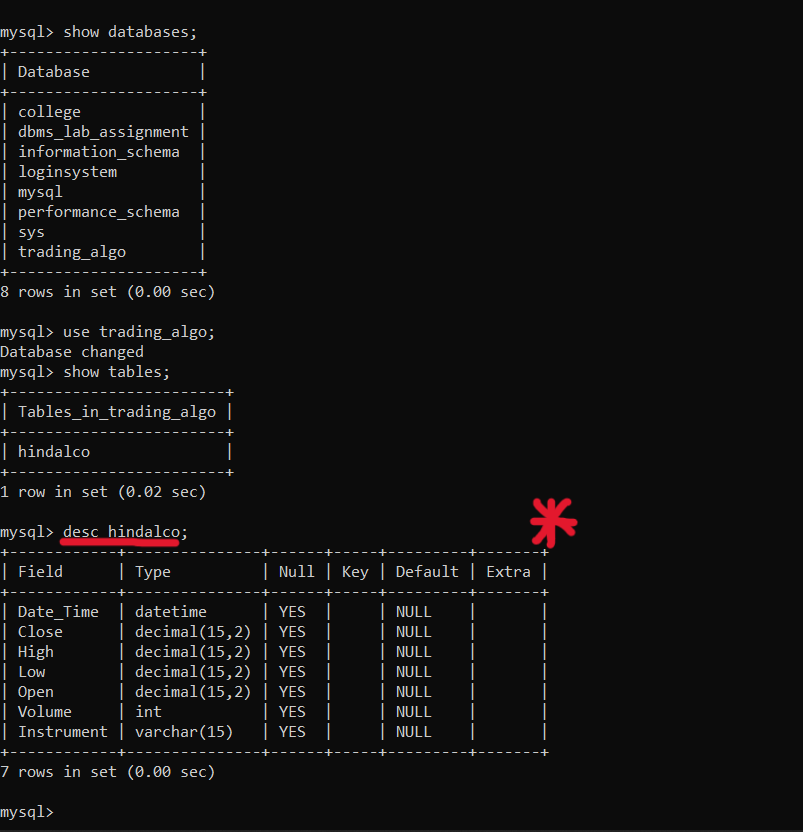 mysql> show databases;
+---------------------+
| Database            |
+---------------------+
| college             |
| dbms_lab_assignment |
| information_schema  |
| loginsystem         |
| mysql               |
| performance_schema  |
| sys                 |
| trading_algo        |
+---------------------+
8 rows in set (0.00 sec)
mysql> use trading_algo;
Database changed
mysql> show tables;
+------------------------+
| Tables_in_trading_algo |
+------------------------+
| hindalco               |
+------------------------+
1 row in set (0.02 sec)
mysql> desc hindalco;
+------------+---------------+------+-----+---------+-------+
| Field      | Type          | Null | Key | Default | Extra |
+------------+---------------+------+-----+---------+-------+
| Date_Time  | datetime      | YES  |     | NULL    |       |
| Close      | decimal(15,2) | YES  |     | NULL    |       |
| High       | decimal(15,2) | YES  |     | NULL    |       |
| Low        | decimal(15,2) | YES  |     | NULL    |       |
| Open       | decimal(15,2) | YES  |     | NULL    |       |
| Volume     | int           | YES  |     | NULL    |       |
| Instrument | varchar(15)   | YES  |     | NULL    |       |
+------------+---------------+------+-----+---------+-------+
7 rows in set (0.00 sec)
mysql>